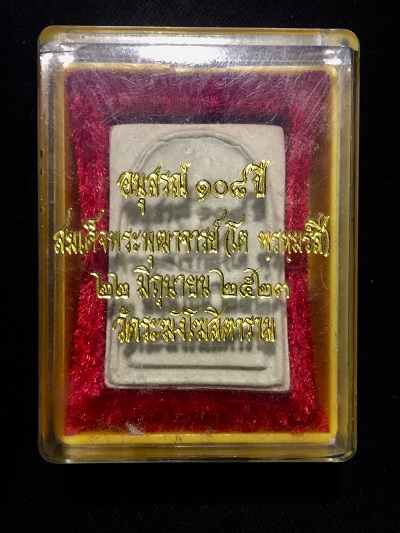 อนุสรณ์ ๑๐๘ ปี
สมเด็จพระพุฒาจารย์ (โต พฺรหฺมรํสี)
๒๒ มิถุนายน ๒๕๒๓
วัดระฆังโฆสิตาราม